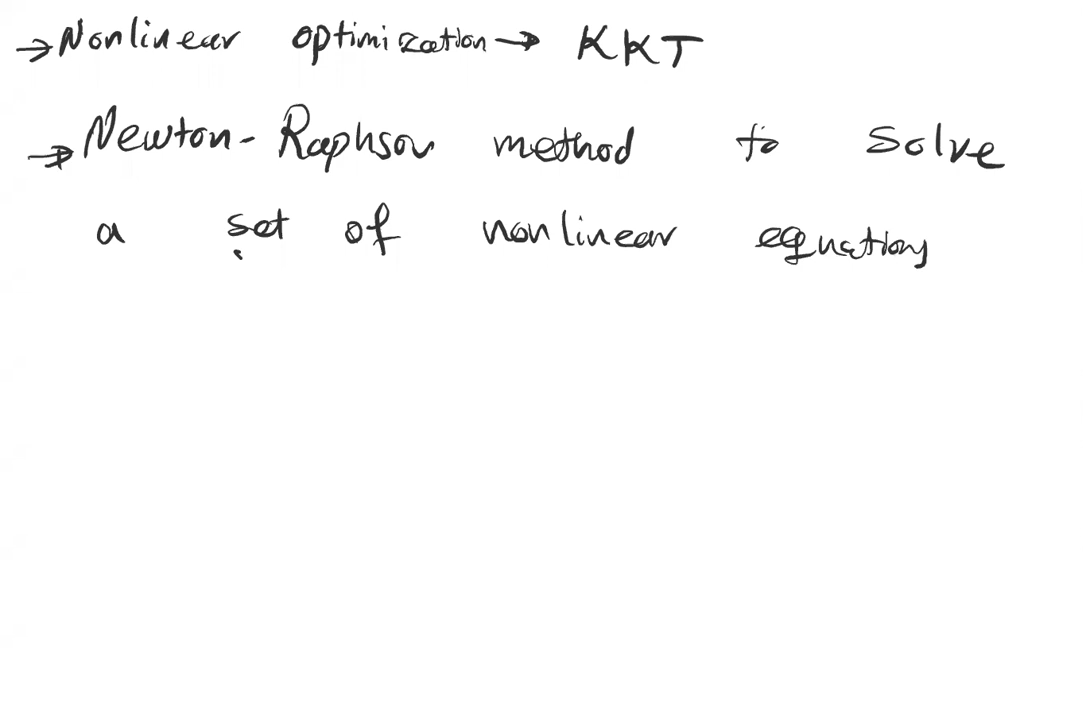 → Nonlinear optimization → KKT
→ Newton-Raphson method to solve
a set of nonlinear equations